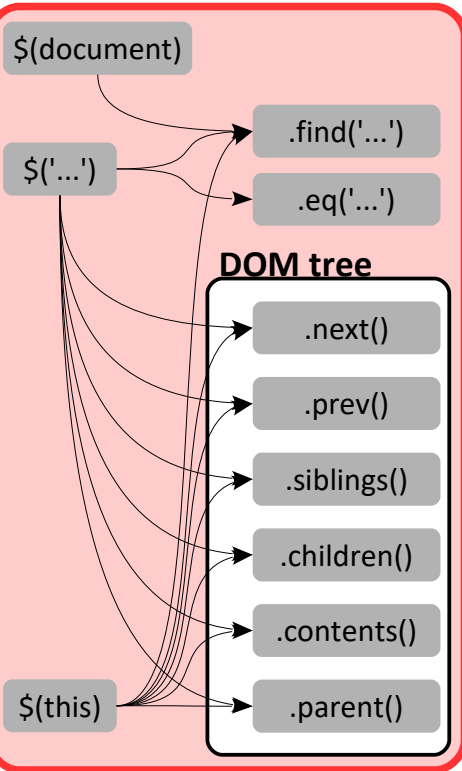 $(document)
.find('...')
$('...')
.eq('...')
DOM tree
.next()
.prev()
.siblings()
.children()
.contents()
$(this)
.parent()